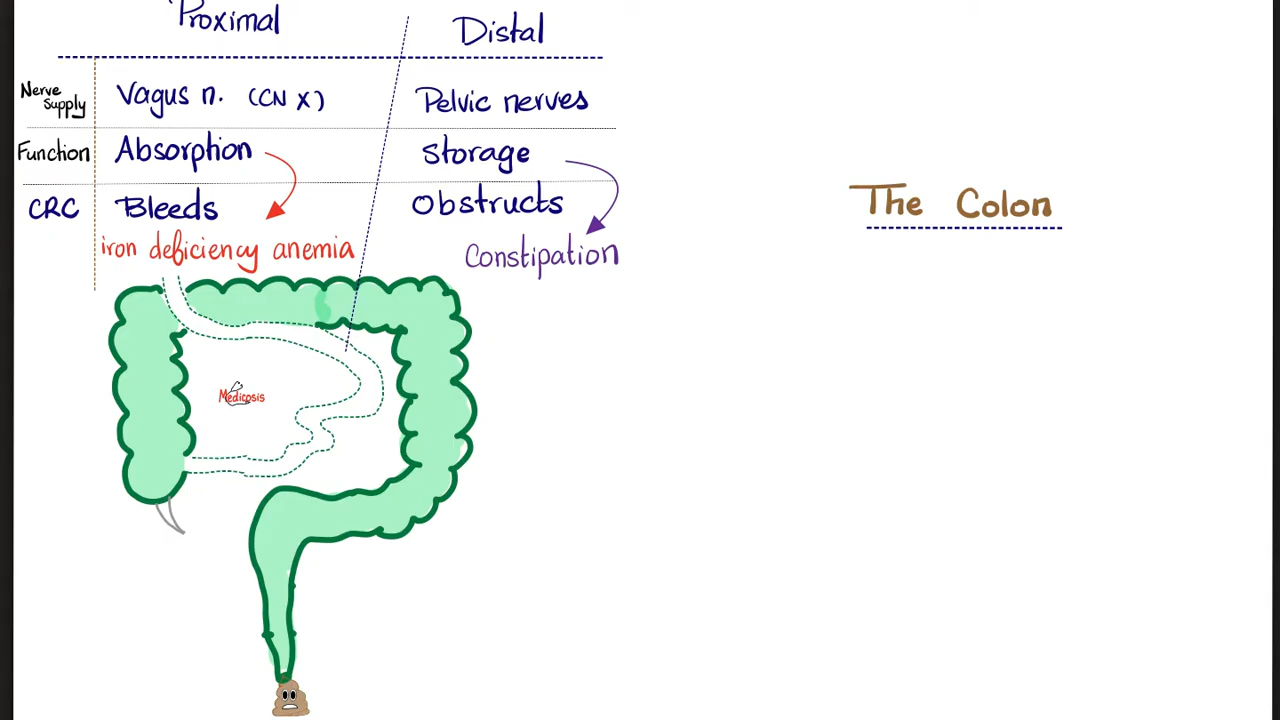 Proximal Distal
Nerve Supply Vagus n. (CN X) Pelvic nerves
Function Absorption Storage
CRC Bleeds Obstructs
iron deficiency anemia Constipation
The Colon
Medicosis